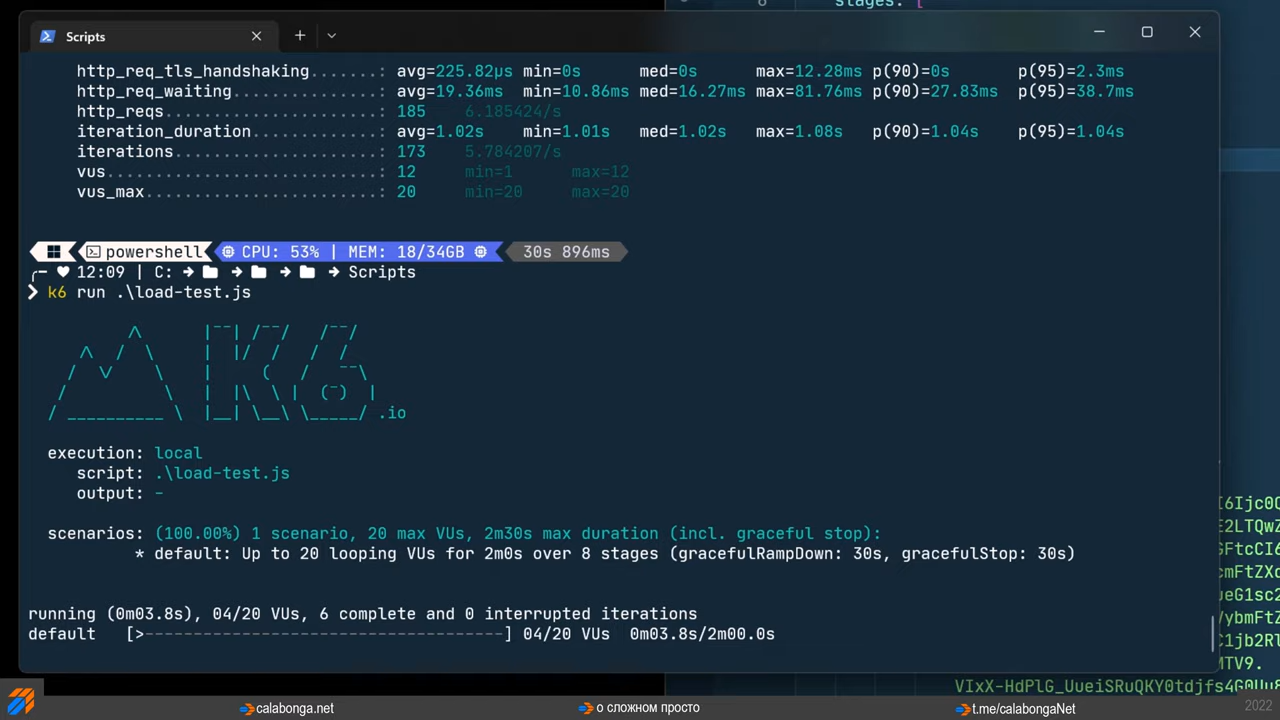 6 stages: [
Scripts
http_req_tls_handshaking.......: avg=225.82µs min=0s med=0s max=12.28ms p(90)=0s p(95)=2.3ms
http_req_waiting...............: avg=19.36ms min=10.86ms med=16.27ms max=81.76ms p(90)=27.83ms p(95)=38.7ms
http_reqs......................: 185 6.185424/s
iteration_duration.............: avg=1.02s min=1.01s med=1.02s max=1.08s p(90)=1.04s p(95)=1.04s
iterations.....................: 173 5.784207/s
vus............................: 12 min=1 max=12
vus_max........................: 20 min=20 max=20
powershell CPU: 53% | MEM: 18/34GB 30s 896ms
12:09 | C: → → → → Scripts
❯ k6 run .\load-test.js
K6 .io
execution: local
script: .\load-test.js
output: -
scenarios: (100.00%) 1 scenario, 20 max VUs, 2m30s max duration (incl. graceful stop):
* default: Up to 20 looping VUs for 2m0s over 8 stages (gracefulRampDown: 30s, gracefulStop: 30s)
running (0m03.8s), 04/20 VUs, 6 complete and 0 interrupted iterations
default [>--------------------------------------] 04/20 VUs 0m03.8s/2m00.0s
MTV9.
VIxX-HdPlG_UueiSRuQKY0tdjfs4G0Uu8
calabonga.net
о сложном просто
t.me/calabongaNet
2022